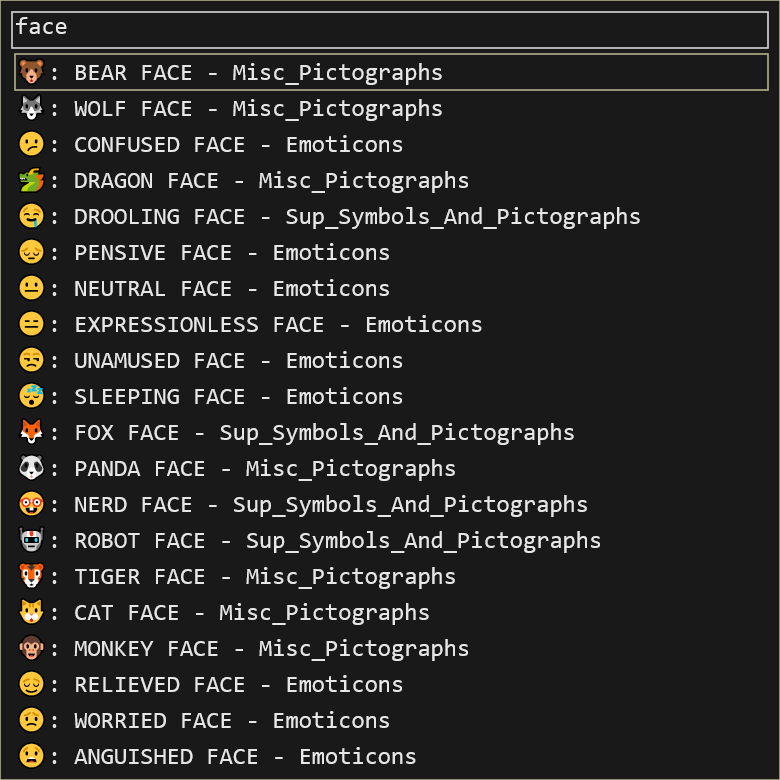 face
🐻: BEAR FACE - Misc_Pictographs
🐺: WOLF FACE - Misc_Pictographs
😕: CONFUSED FACE - Emoticons
🐲: DRAGON FACE - Misc_Pictographs
🤤: DROOLING FACE - Sup_Symbols_And_Pictographs
😔: PENSIVE FACE - Emoticons
😐: NEUTRAL FACE - Emoticons
😑: EXPRESSIONLESS FACE - Emoticons
😒: UNAMUSED FACE - Emoticons
😴: SLEEPING FACE - Emoticons
🦊: FOX FACE - Sup_Symbols_And_Pictographs
🐼: PANDA FACE - Misc_Pictographs
🤓: NERD FACE - Sup_Symbols_And_Pictographs
🤖: ROBOT FACE - Sup_Symbols_And_Pictographs
🐯: TIGER FACE - Misc_Pictographs
🐱: CAT FACE - Misc_Pictographs
🐵: MONKEY FACE - Misc_Pictographs
😌: RELIEVED FACE - Emoticons
😟: WORRIED FACE - Emoticons
😧: ANGUISHED FACE - Emoticons